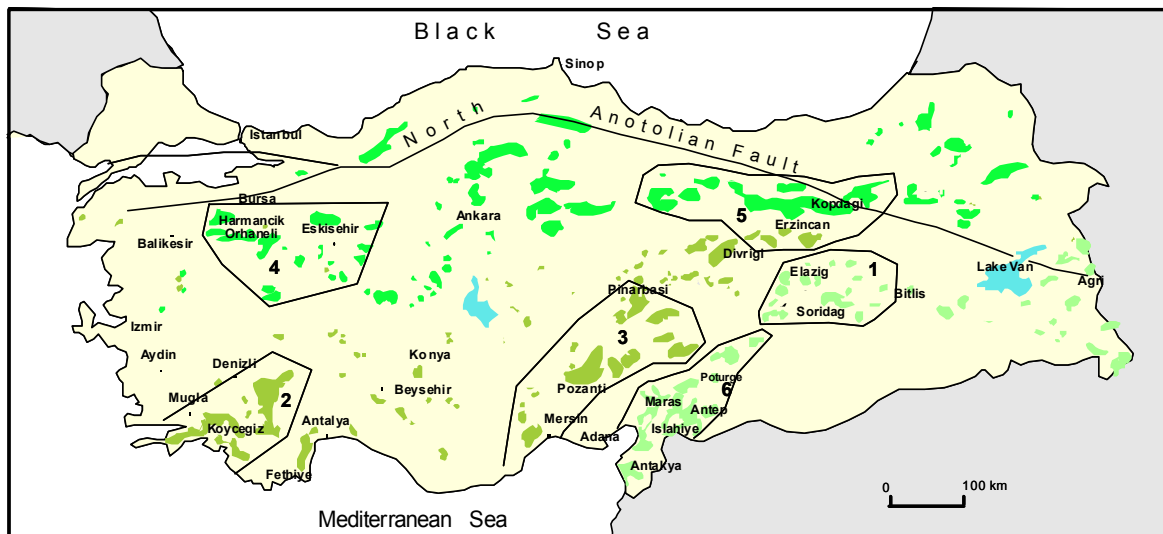 Black Sea
Sinop
Istanbul
North Anotolian Fault
Bursa
Harmancik
Orhaneli
Eskisehir
Balikesir
4
Ankara
Kopdagi
5
Erzincan
Divrigi
Elazig
1
Bitlis
Soridag
Lake Van
Agri
Pinarbasi
3
Izmir
Aydin
Denizli
Konya
Beysehir
Pozanti
Poturge
6
Mugla
2
Koycegiz
Antalya
Mersin
Maras
Antep
Adana
Islahiye
Fethiye
Antakya
0 100 km
Mediterranean Sea